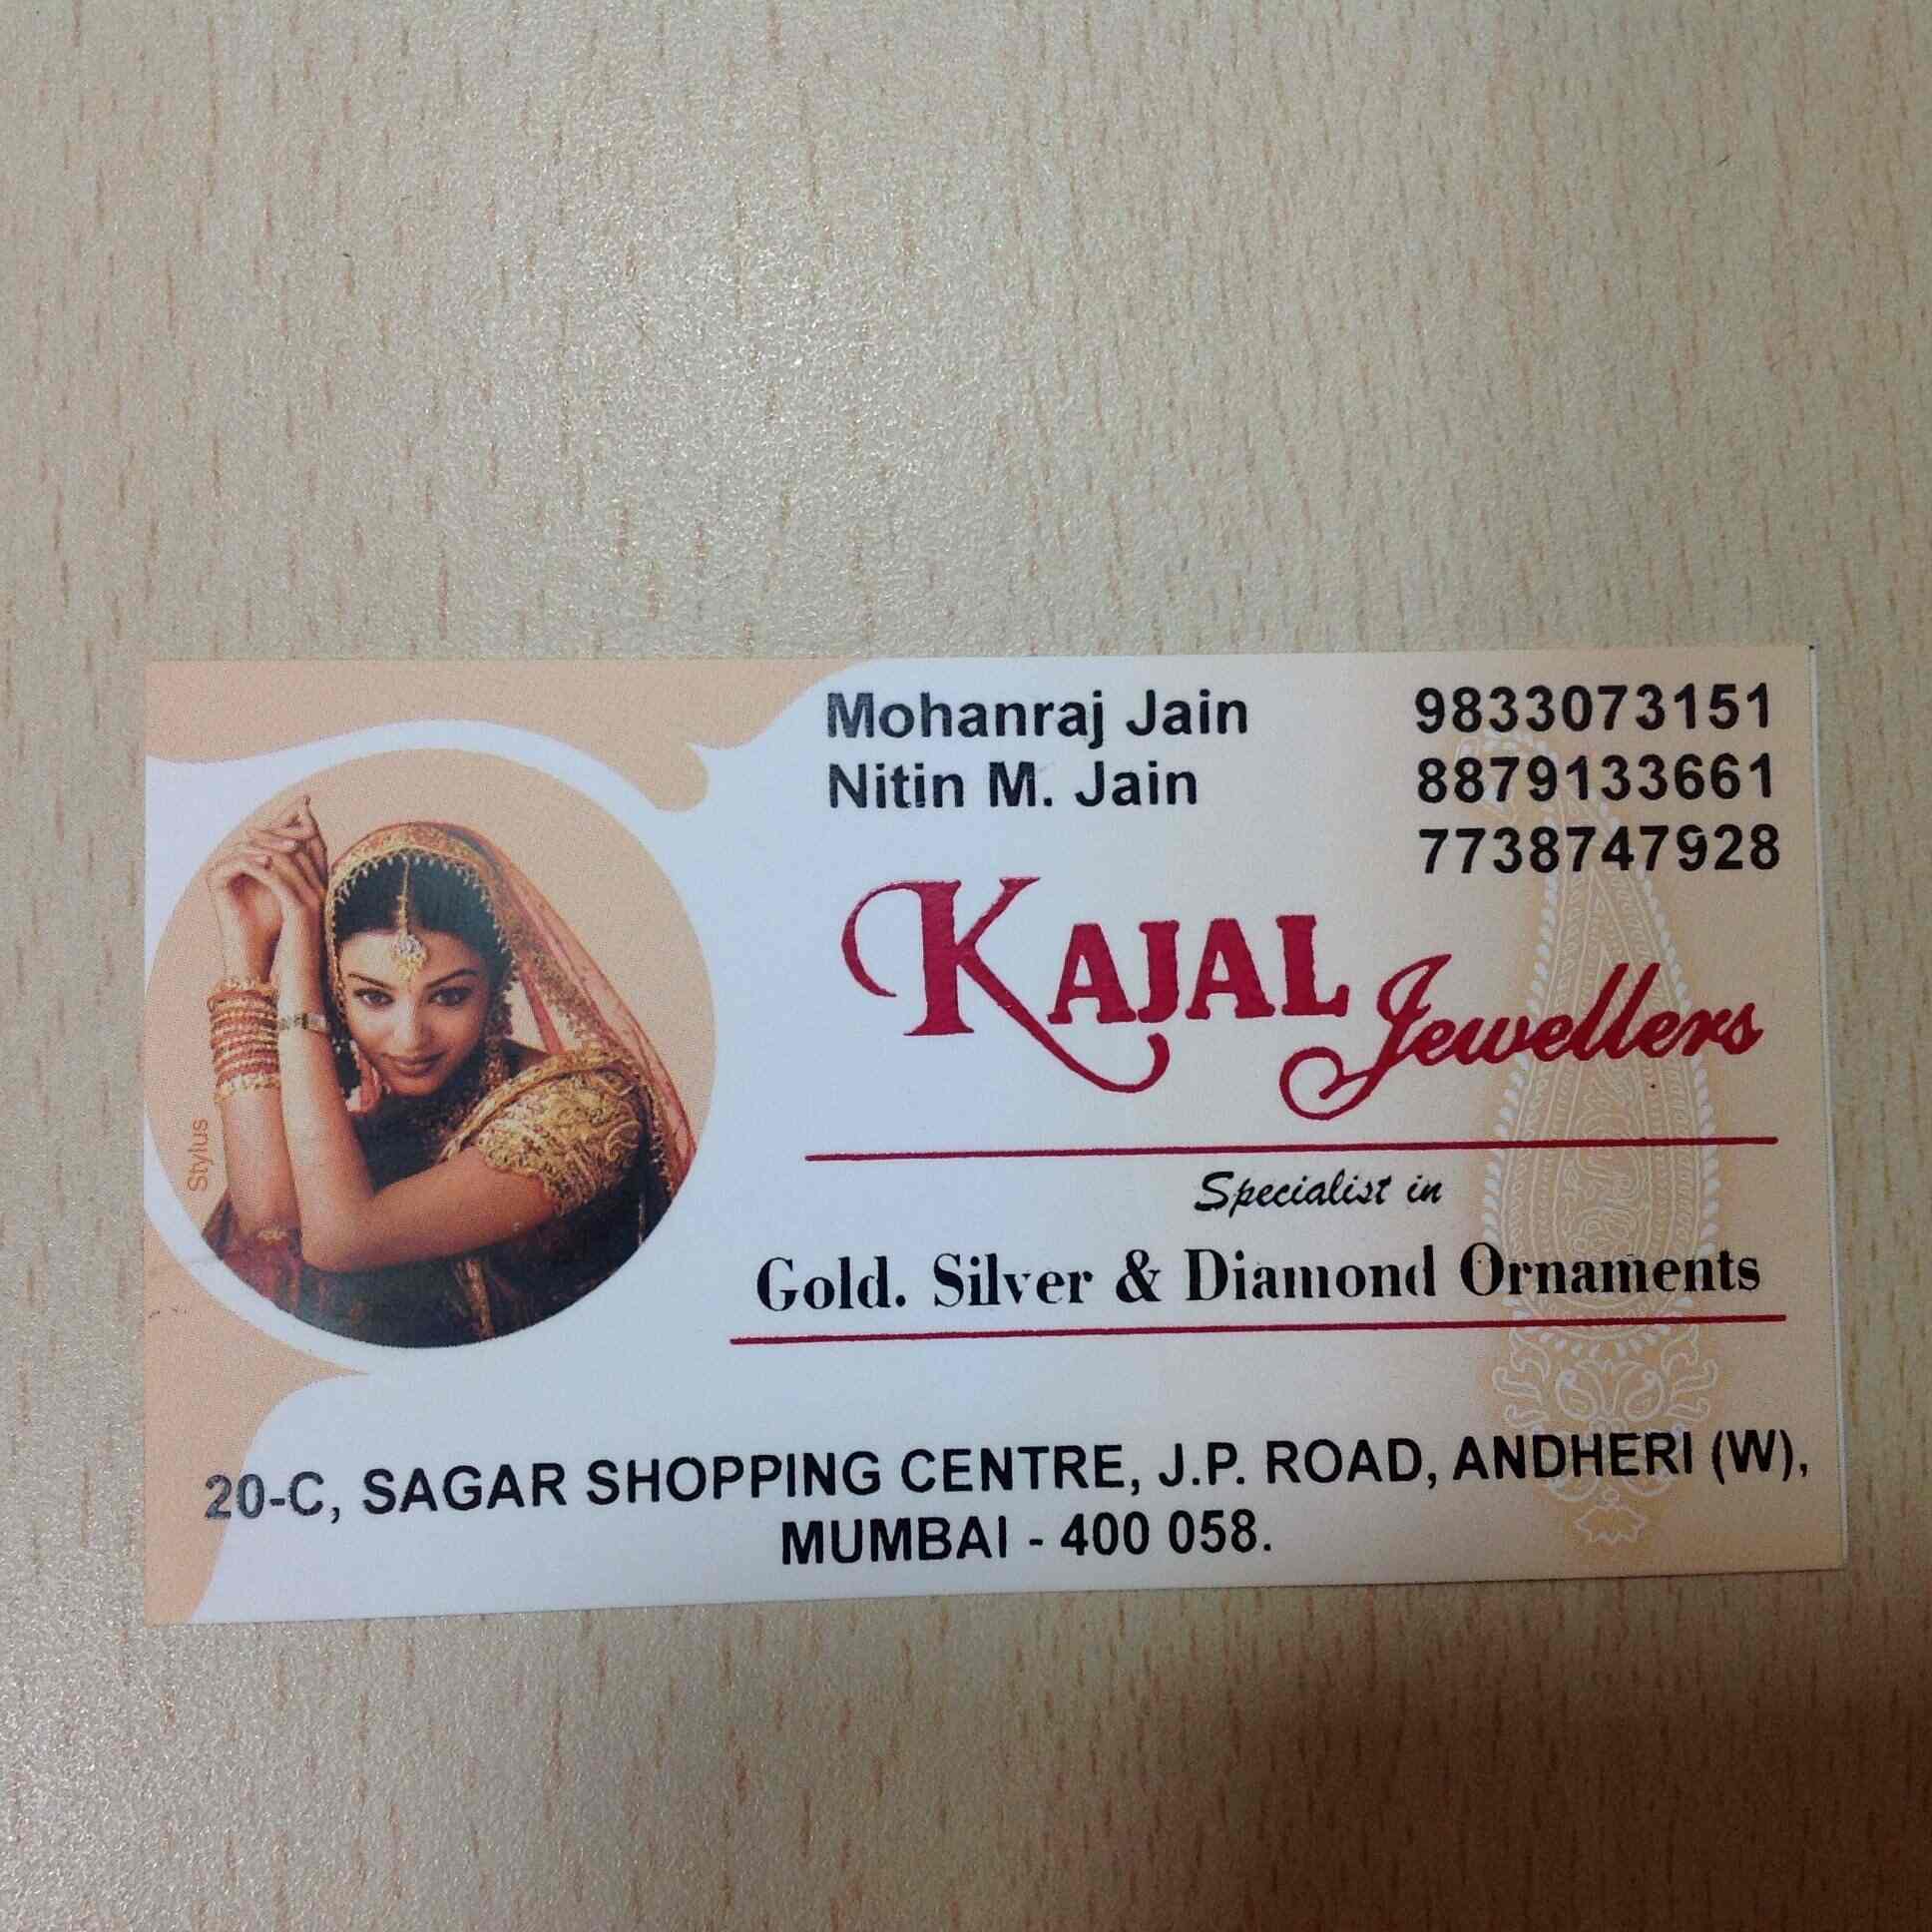 Mohanraj Jain 9833073151
Nitin M. Jain 8879133661
7738747928
KAJAL Jewellers
Specialist in
Gold. Silver & Diamond Ornaments
Stylus
20-C, SAGAR SHOPPING CENTRE, J.P. ROAD, ANDHERI (W),
MUMBAI - 400 058.